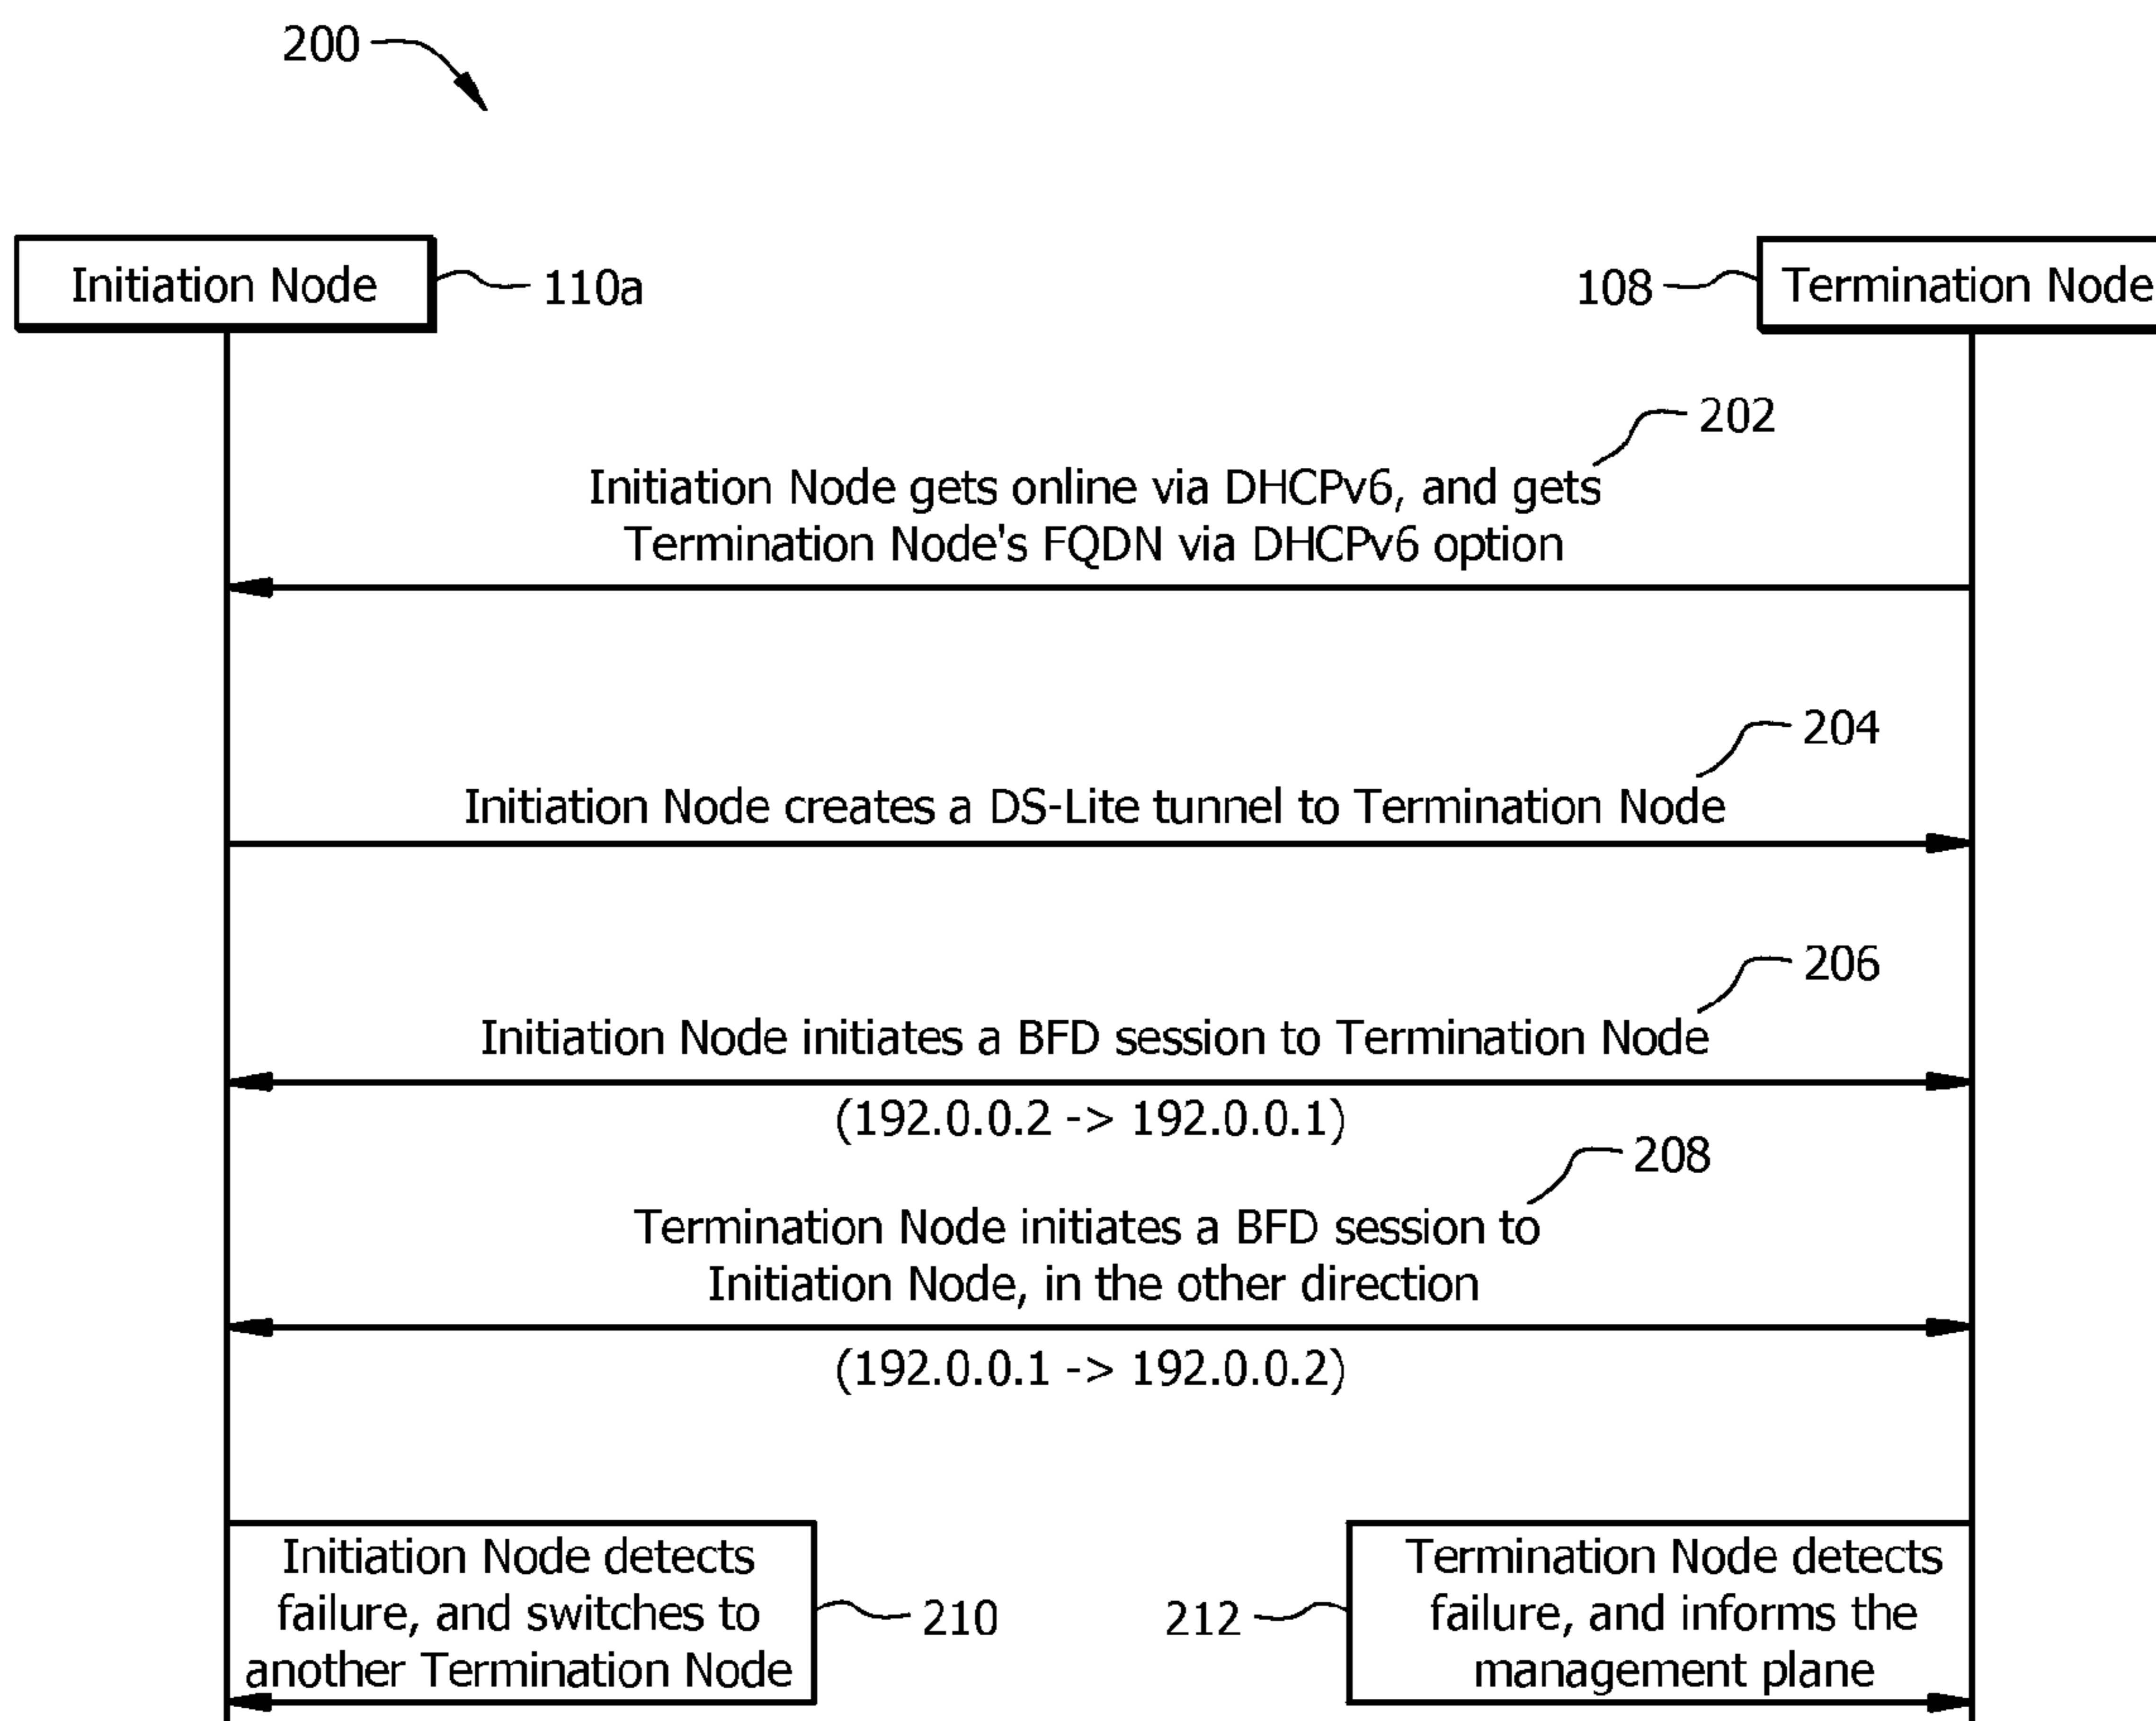 200
Initiation Node
110a
108
Termination Node
202
Initiation Node gets online via DHCPv6, and gets
Termination Node's FQDN via DHCPv6 option
204
Initiation Node creates a DS-Lite tunnel to Termination Node
206
Initiation Node initiates a BFD session to Termination Node
(192.0.0.2 -> 192.0.0.1)
208
Termination Node initiates a BFD session to
Initiation Node, in the other direction
(192.0.0.1 -> 192.0.0.2)
Initiation Node detects
failure, and switches to
another Termination Node
210
212
Termination Node detects
failure, and informs the
management plane